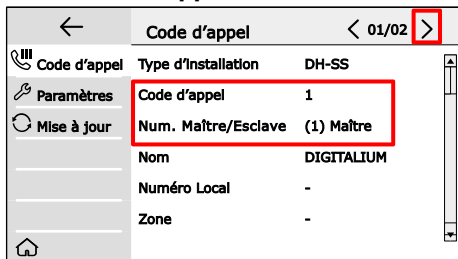 Code d'appel 01/02
Code d'appel
Paramètres
Mise à jour
Type d'installation DH-SS
Code d'appel 1
Num. Maître/Esclave (1) Maître
Nom DIGITALIUM
Numéro Local -
Zone -